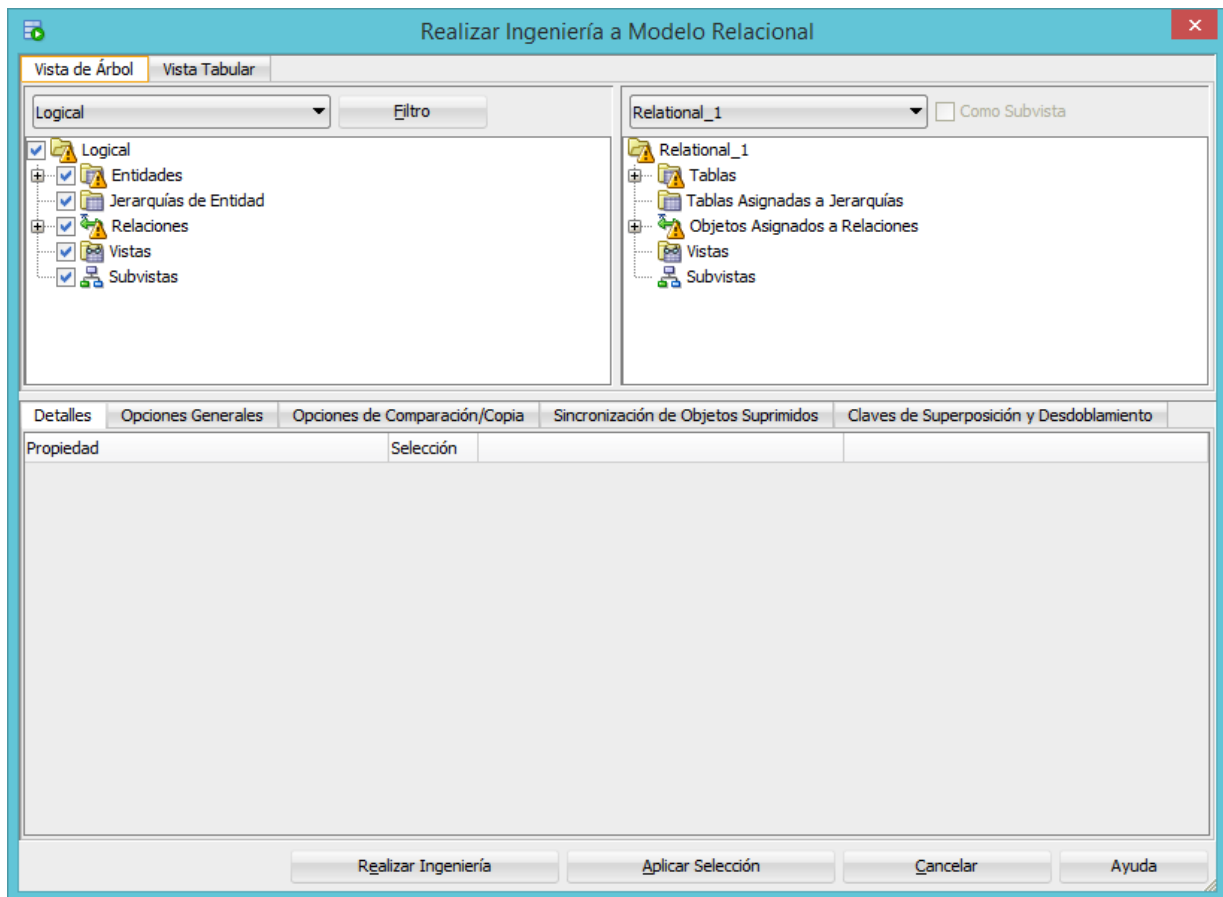 Realizar Ingeniería a Modelo Relacional
Vista de Árbol Vista Tabular
Logical Filtro Relational_1 Como Subvista
Logical
Entidades
Jerarquías de Entidad
Relaciones
Vistas
Subvistas
Relational_1
Tablas
Tablas Asignadas a Jerarquías
Objetos Asignados a Relaciones
Vistas
Subvistas
Detalles Opciones Generales Opciones de Comparación/Copia Sincronización de Objetos Suprimidos Claves de Superposición y Desdoblamiento
Propiedad Selección
Realizar Ingeniería Aplicar Selección Cancelar Ayuda